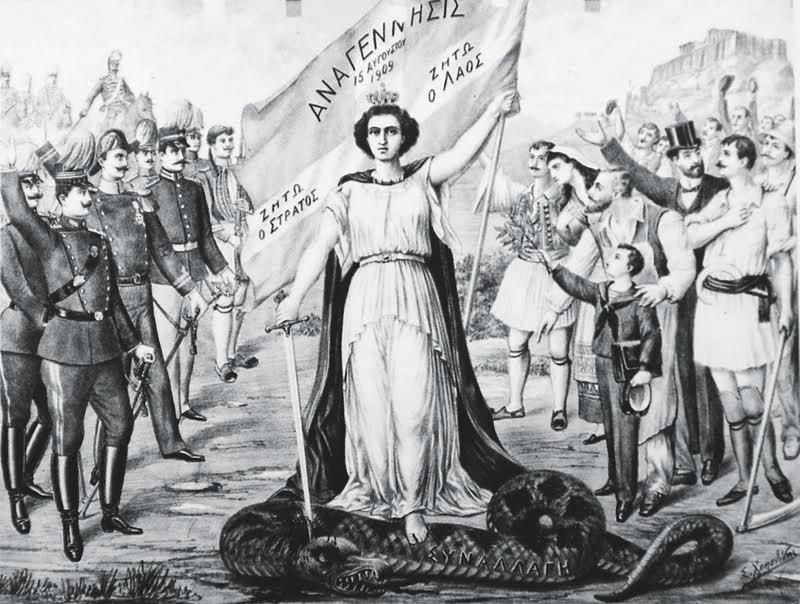 ΑΝΑΓΕΝΝΗΣΙΣ
15 ΑΥΓΟΥΣΤΟΥ
1909
ΖΗΤΩ
Ο ΛΑΟΣ
ΖΗΤΩ
Ο ΣΤΡΑΤΟΣ
ΣΥΝΑΛΛΑΓΗ